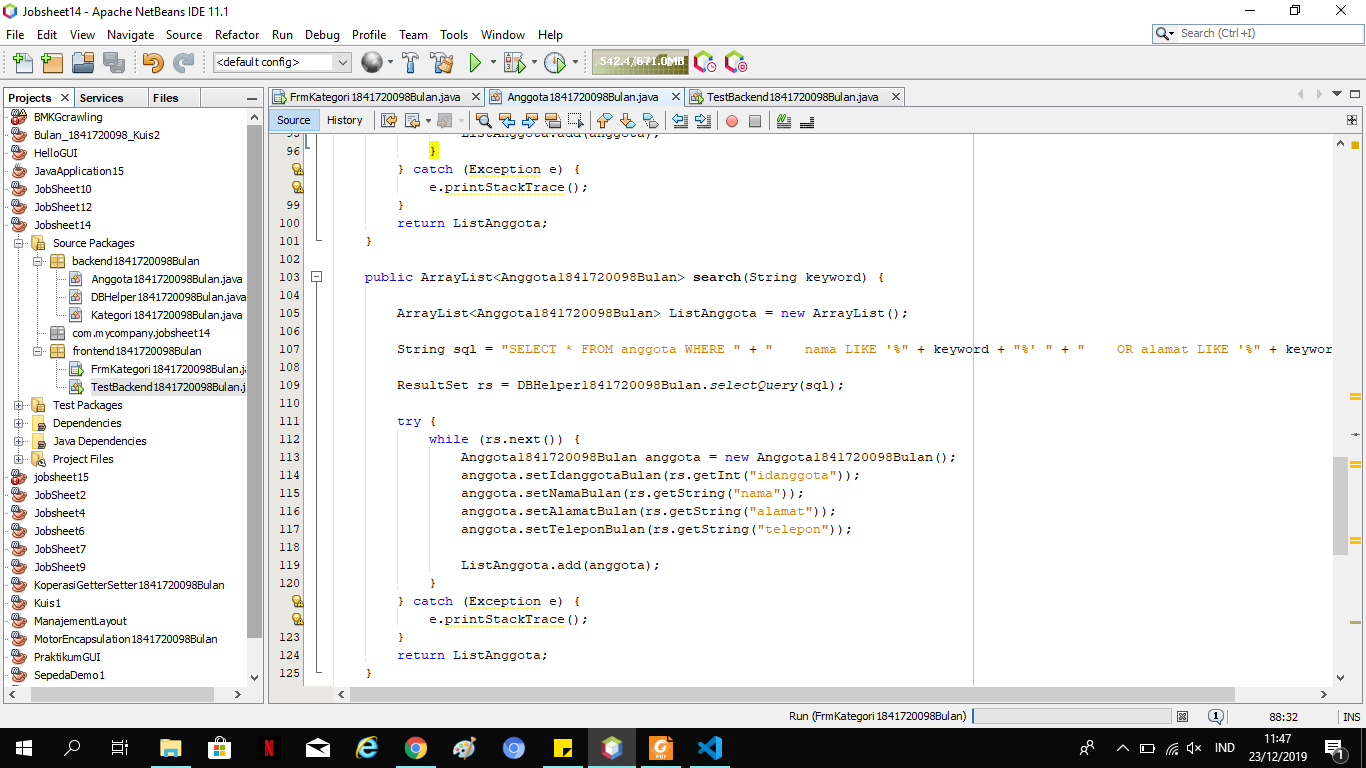 Jobsheet14 - Apache NetBeans IDE 11.1
File Edit View Navigate Source Refactor Run Debug Profile Team Tools Window Help
Search (Ctrl+I)
<default config>
542.4/671.0MB
Projects
Services
Files
BMKGcrawling
Bulan_1841720098_Kuis2
HelloGUI
JavaApplication15
JobSheet10
JobSheet12
Jobsheet14
Source Packages
backend1841720098Bulan
Anggota1841720098Bulan.java
DBHelper1841720098Bulan.java
Kategori1841720098Bulan.java
com.mycompany.jobsheet14
frontend1841720098Bulan
FrmKategori1841720098Bulan.ja
TestBackend1841720098Bulan.j
Test Packages
Dependencies
Java Dependencies
Project Files
jobsheet15
JobSheet2
Jobsheet4
Jobsheet6
JobSheet7
JobSheet9
KoperasiGetterSetter1841720098Bulan
Kuis1
ManajementLayout
MotorEncapsulation1841720098Bulan
PraktikumGUI
SepedaDemo1
FrmKategori1841720098Bulan.java
Anggota1841720098Bulan.java
TestBackend1841720098Bulan.java
Source History
95 ListAnggota.add(anggota);
96 }
} catch (Exception e) {
e.printStackTrace();
99 }
100 return ListAnggota;
101 }
102
103 public ArrayList<Anggota1841720098Bulan> search(String keyword) {
104
105 ArrayList<Anggota1841720098Bulan> ListAnggota = new ArrayList();
106
107 String sql = "SELECT * FROM anggota WHERE " + "    nama LIKE '%" + keyword + "%' " + "    OR alamat LIKE '%" + keywor
108
109 ResultSet rs = DBHelper1841720098Bulan.selectQuery(sql);
110
111 try {
112 while (rs.next()) {
113 Anggota1841720098Bulan anggota = new Anggota1841720098Bulan();
114 anggota.setIdanggotaBulan(rs.getInt("idanggota"));
115 anggota.setNamaBulan(rs.getString("nama"));
116 anggota.setAlamatBulan(rs.getString("alamat"));
117 anggota.setTeleponBulan(rs.getString("telepon"));
118
119 ListAnggota.add(anggota);
120 }
} catch (Exception e) {
e.printStackTrace();
123 }
124 return ListAnggota;
125 }
Run (FrmKategori1841720098Bulan)
1
88:32
INS
IND
11:47
23/12/2019
1